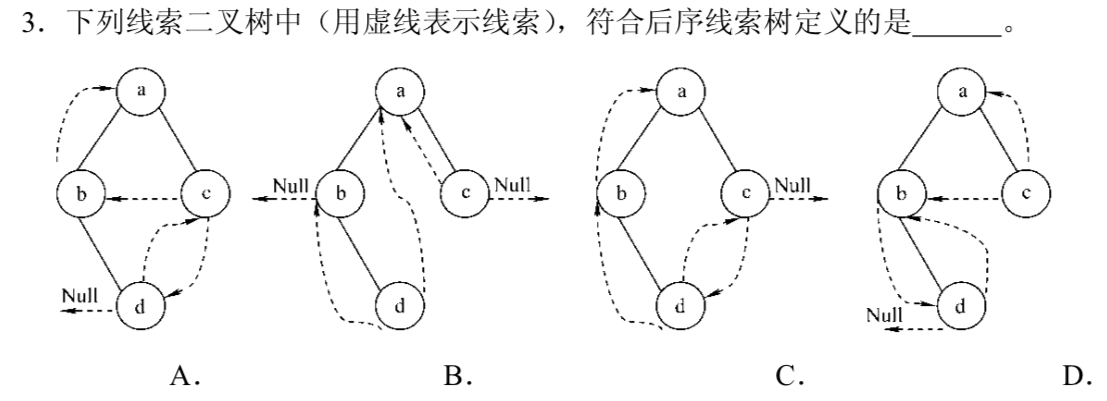 3．下列线索二叉树中（用虚线表示线索），符合后序线索树定义的是______。
a a a a
Null Null Null
b c b c b c b c
Null Null
d d d d
A． B． C． D．